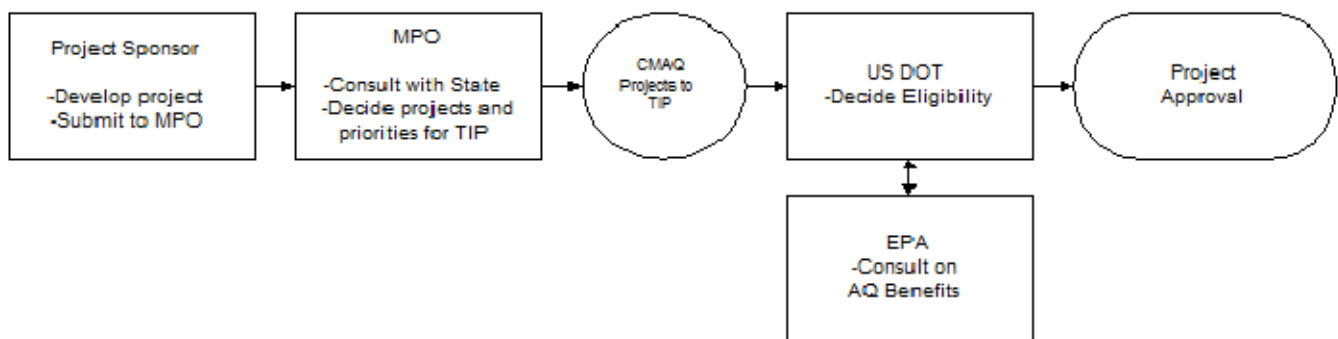 Project Sponsor
-Develop project
-Submit to MPO
MPO
-Consult with State
-Decide projects and
priorities for TIP
CMAQ
Projects to
TIP
US DOT
-Decide Eligibility
Project
Approval
EPA
-Consult on
AQ Benefits